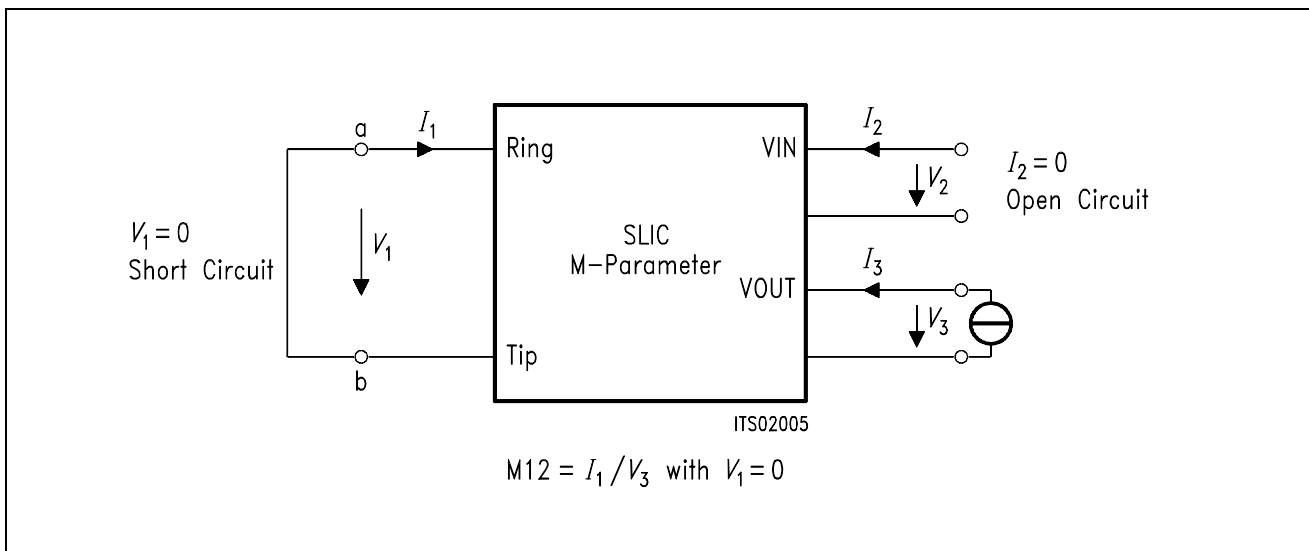 a
I₁
Ring
V₁ = 0
Short Circuit
V₁
b
Tip
SLIC
M-Parameter
VIN
I₂
V₂
I₂ = 0
Open Circuit
VOUT
I₃
V₃
ITS02005
M12 = I₁/V₃ with V₁ = 0